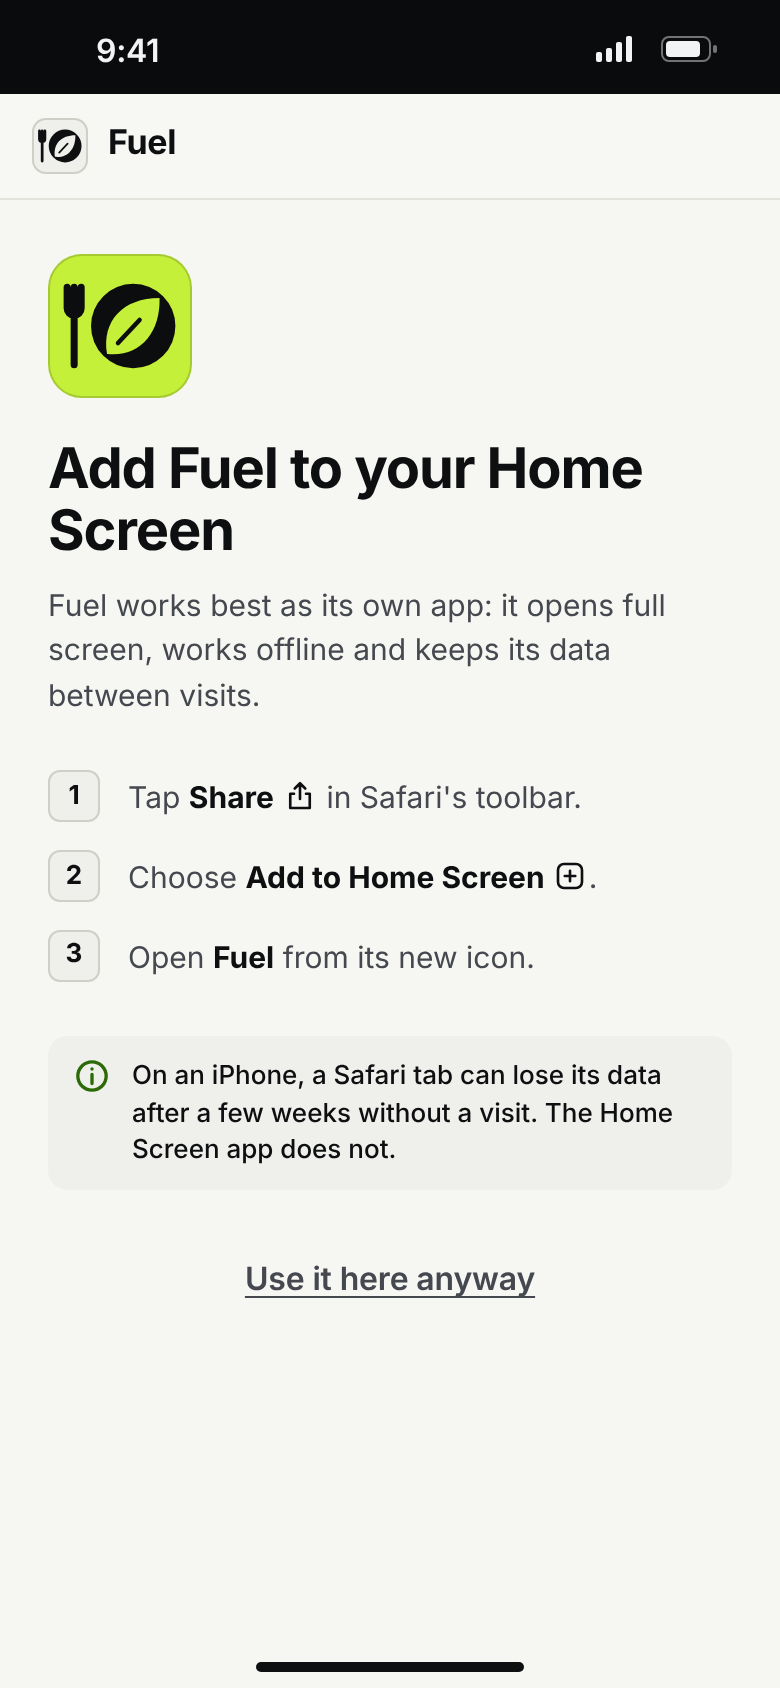 9:41
Fuel
Add Fuel to your Home
Screen
Fuel works best as its own app: it opens full
screen, works offline and keeps its data
between visits.
1 Tap Share in Safari's toolbar.
2 Choose Add to Home Screen .
3 Open Fuel from its new icon.
On an iPhone, a Safari tab can lose its data
after a few weeks without a visit. The Home
Screen app does not.
Use it here anyway